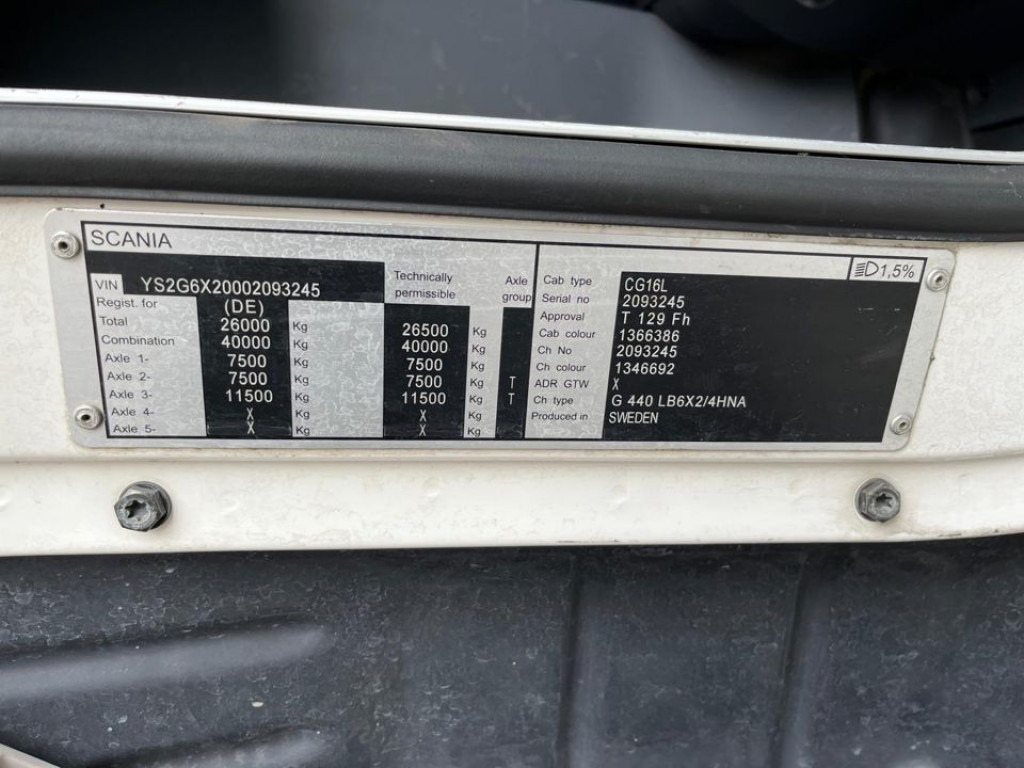 SCANIA
1,5%
VIN YS2G6X20002093245
Technically permissible
Axle group
Regist. for (DE)
Total 26000 Kg 26500 Kg
Combination 40000 Kg 40000 Kg
Axle 1- 7500 Kg 7500 Kg
Axle 2- 7500 Kg 7500 Kg T
Axle 3- 11500 Kg 11500 Kg T
Axle 4- X Kg X Kg
Axle 5- X Kg X Kg
Cab type CG16L
Serial no 2093245
Approval T 129 Fh
Cab colour 1366386
Ch No 2093245
Ch colour 1346692
ADR GTW X
Ch type G 440 LB6X2/4HNA
Produced in SWEDEN